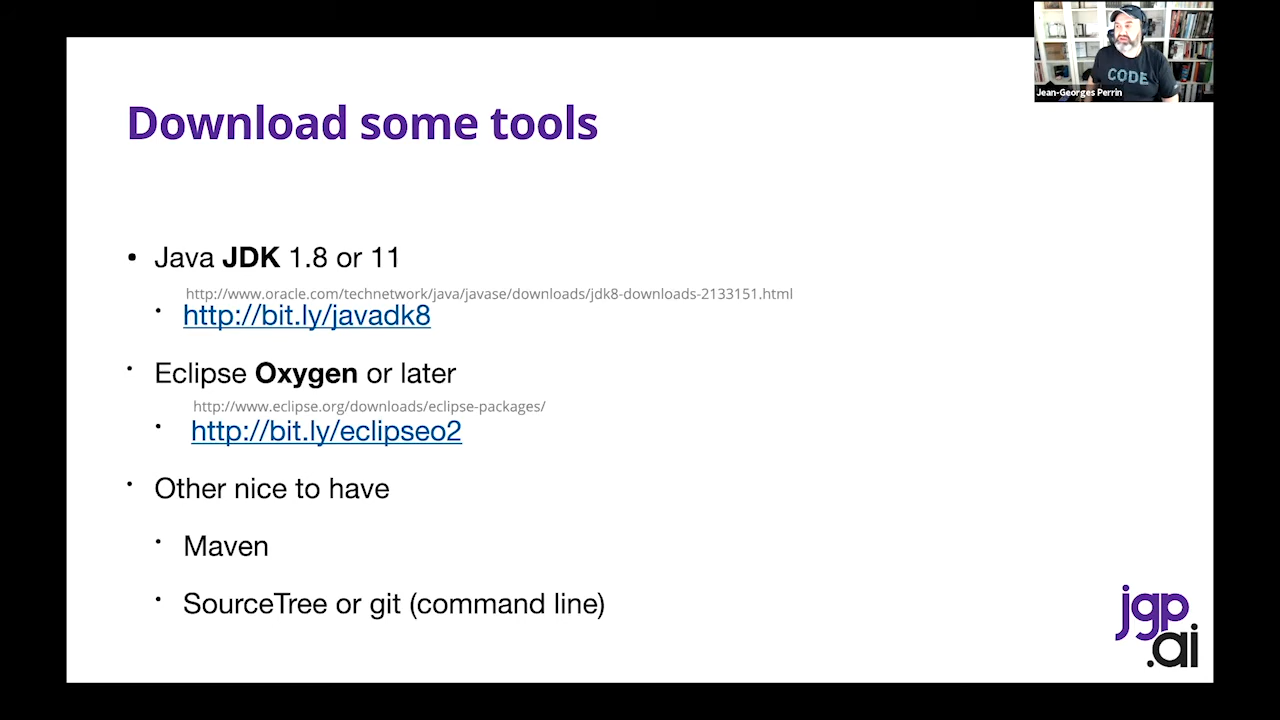 CODE
Jean-Georges Perrin
Download some tools
• Java JDK 1.8 or 11
http://www.oracle.com/technetwork/java/javase/downloads/jdk8-downloads-2133151.html
• http://bit.ly/javadk8
• Eclipse Oxygen or later
http://www.eclipse.org/downloads/eclipse-packages/
• http://bit.ly/eclipseo2
• Other nice to have
• Maven
• SourceTree or git (command line)
jgp
.ai